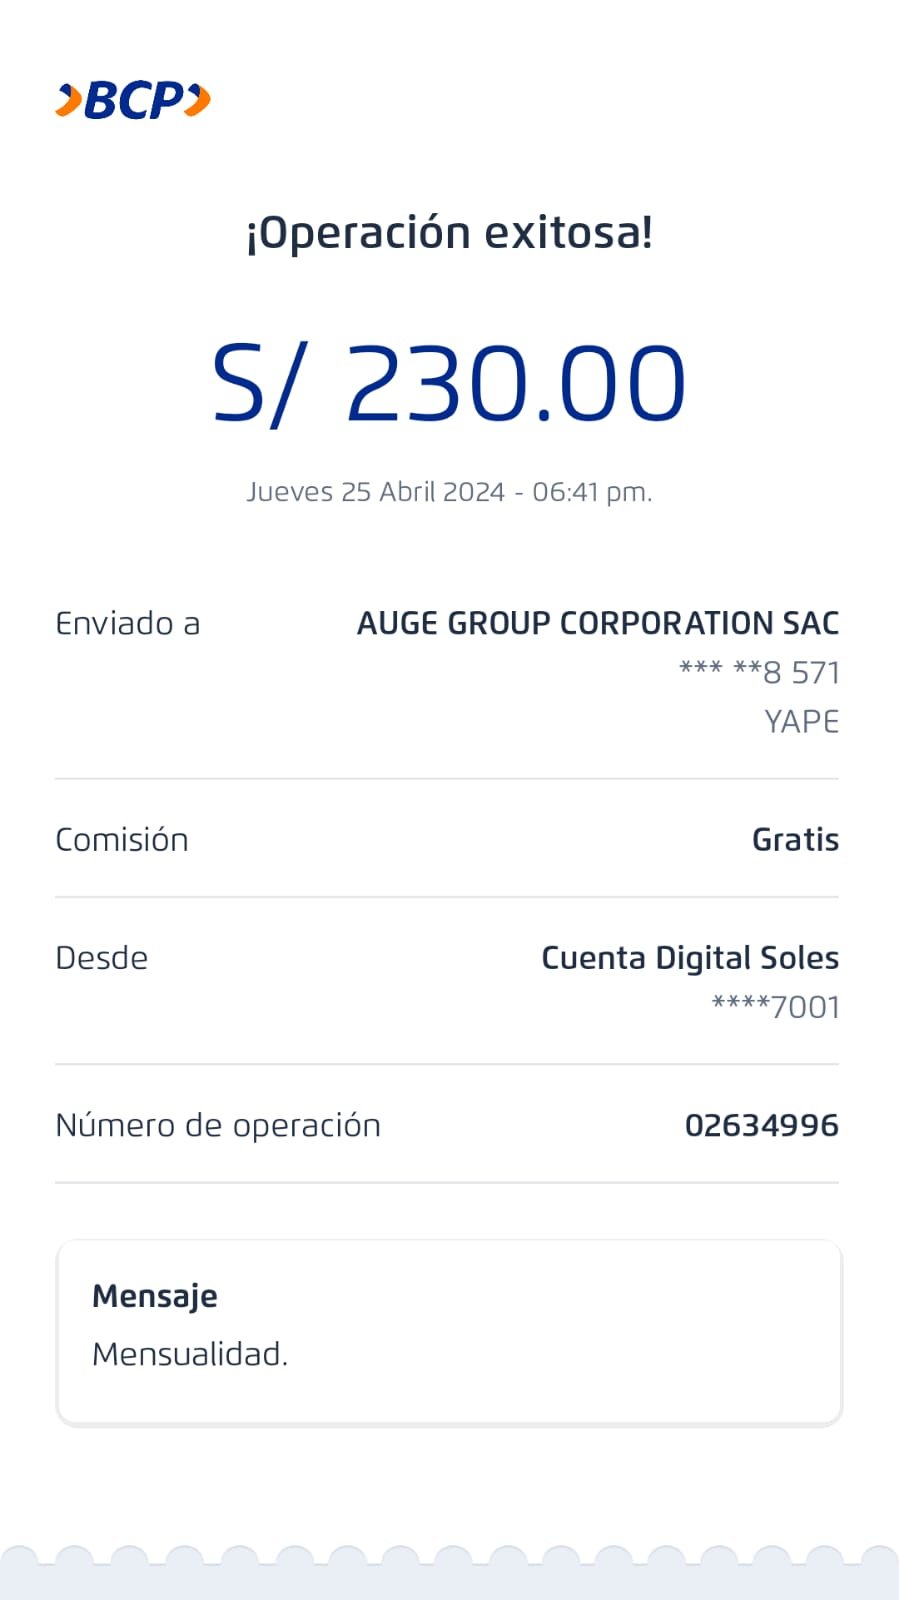 BCP
¡Operación exitosa!
S/ 230.00
Jueves 25 Abril 2024 - 06:41 pm.
Enviado a AUGE GROUP CORPORATION SAC
*** **8 571
YAPE
Comisión Gratis
Desde Cuenta Digital Soles
****7001
Número de operación 02634996
Mensaje
Mensualidad.